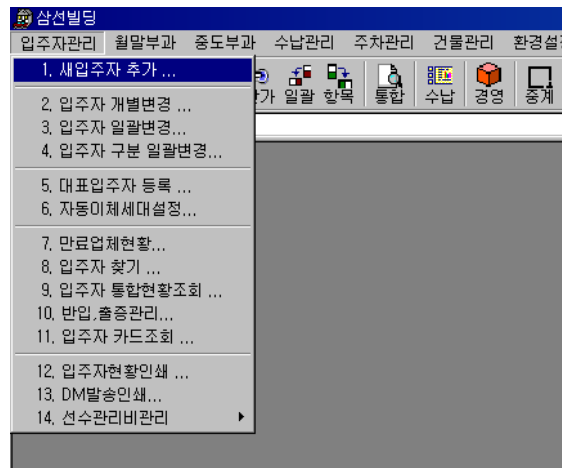 삼선빌딩
입주자관리 월말부과 중도부과 수납관리 주차관리 건물관리 환경설정
일괄 항목 통합 수납 경영 중계
1. 새입주자 추가 ...
2. 입주자 개별변경 ...
3. 입주자 일괄변경...
4. 입주자 구분 일괄변경...
5. 대표입주자 등록 ...
6. 자동이체세대설정...
7. 만료업체현황...
8. 입주자 찾기 ...
9. 입주자 통합현황조회 ...
10. 반입,출증관리...
11. 입주자 카드조회 ...
12. 입주자현황인쇄 ...
13. DM발송인쇄...
14. 선수관리비관리